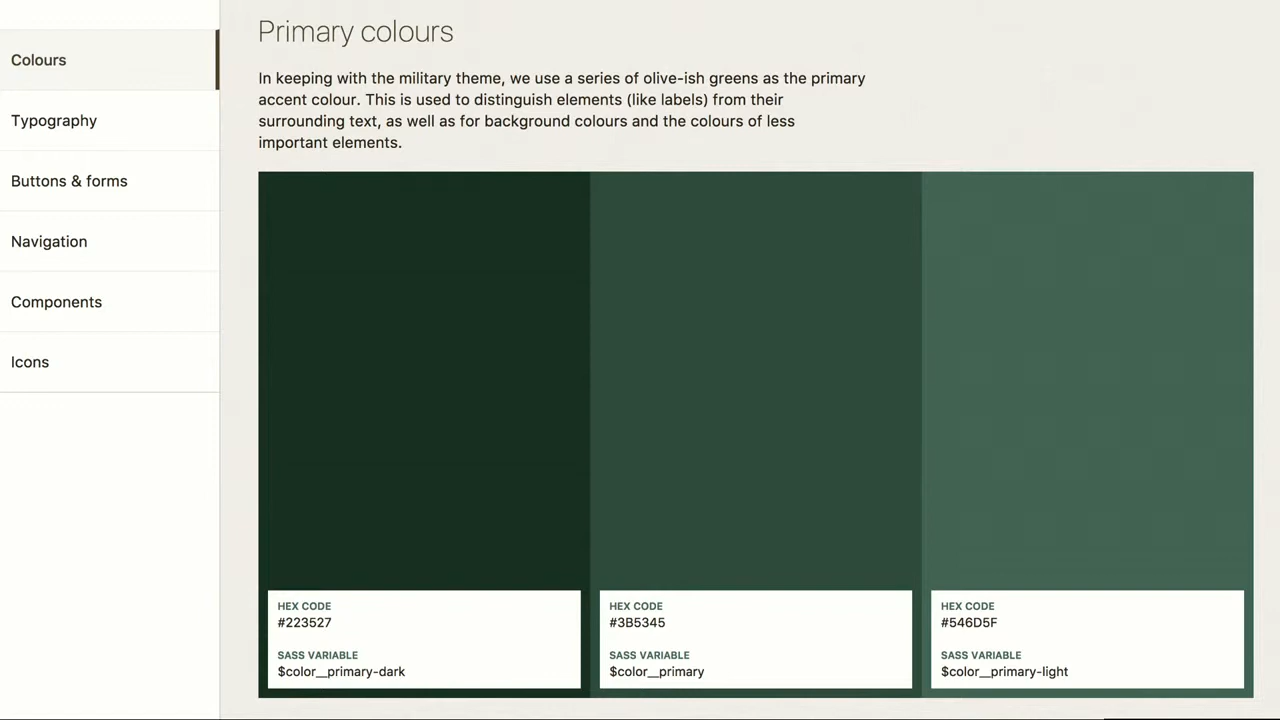 Colours
Typography
Buttons & forms
Navigation
Components
Icons
Primary colours
In keeping with the military theme, we use a series of olive-ish greens as the primary
accent colour. This is used to distinguish elements (like labels) from their
surrounding text, as well as for background colours and the colours of less
important elements.
HEX CODE
#223527
SASS VARIABLE
$color__primary-dark
HEX CODE
#3B5345
SASS VARIABLE
$color__primary
HEX CODE
#546D5F
SASS VARIABLE
$color__primary-light